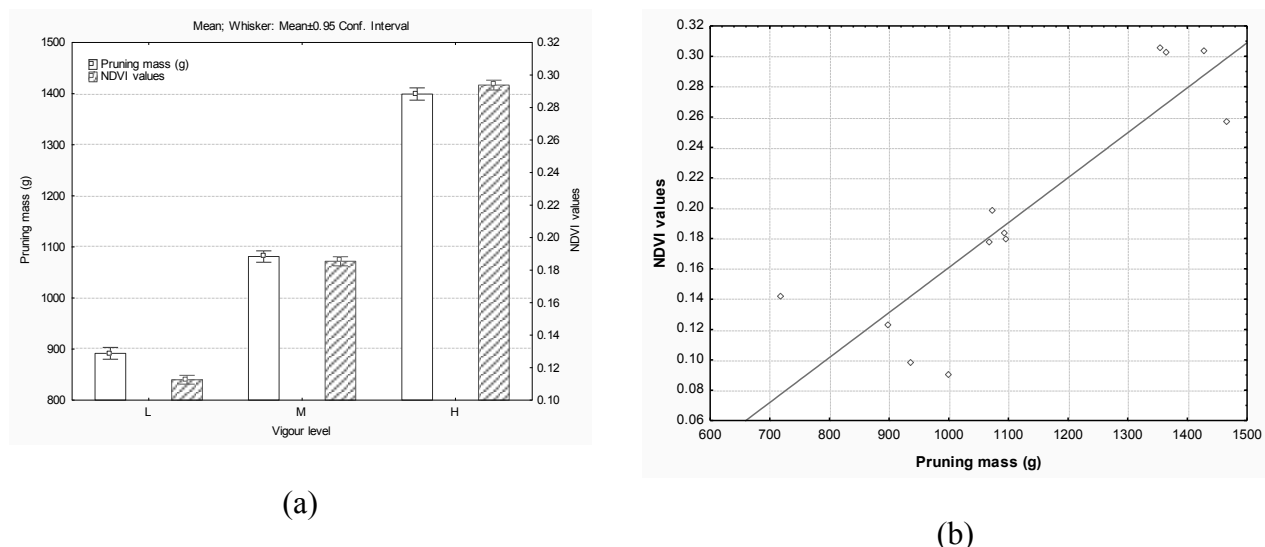 Mean; Whisker: Mean±0.95 Conf. Interval
Pruning mass (g)
NDVI values
1500
1400
1300
1200
1100
1000
900
800
Pruning mass (g)
0.32
0.30
0.28
0.26
0.24
0.22
0.20
0.18
0.16
0.14
0.12
0.10
NDVI values
L M H
Vigour level
(a)
0.32
0.30
0.28
0.26
0.24
0.22
0.20
0.18
0.16
0.14
0.12
0.10
0.08
0.06
NDVI values
600 700 800 900 1000 1100 1200 1300 1400 1500
Pruning mass (g)
(b)